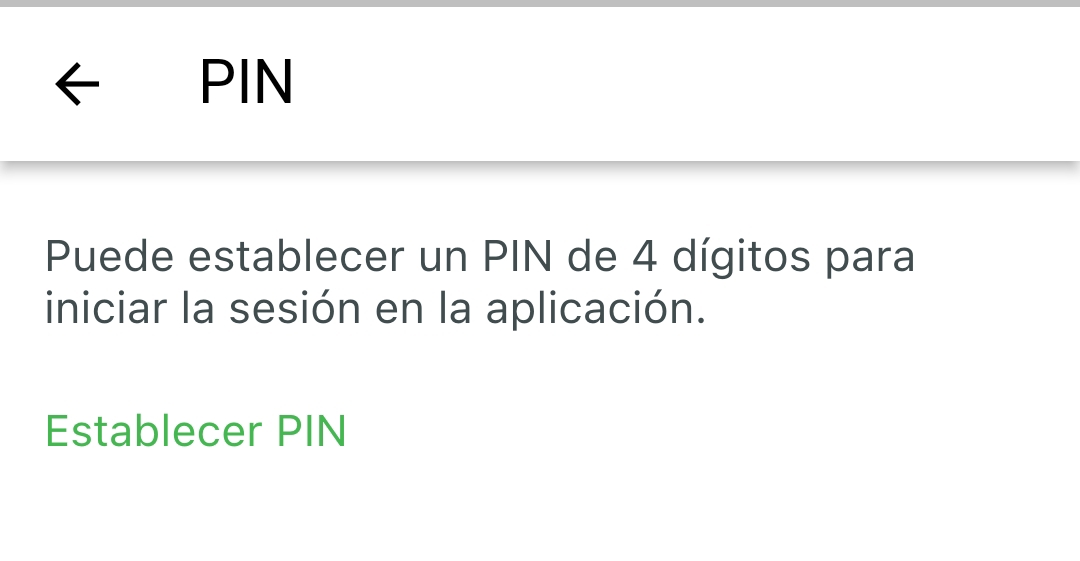 PIN
Puede establecer un PIN de 4 dígitos para
iniciar la sesión en la aplicación.
Establecer PIN